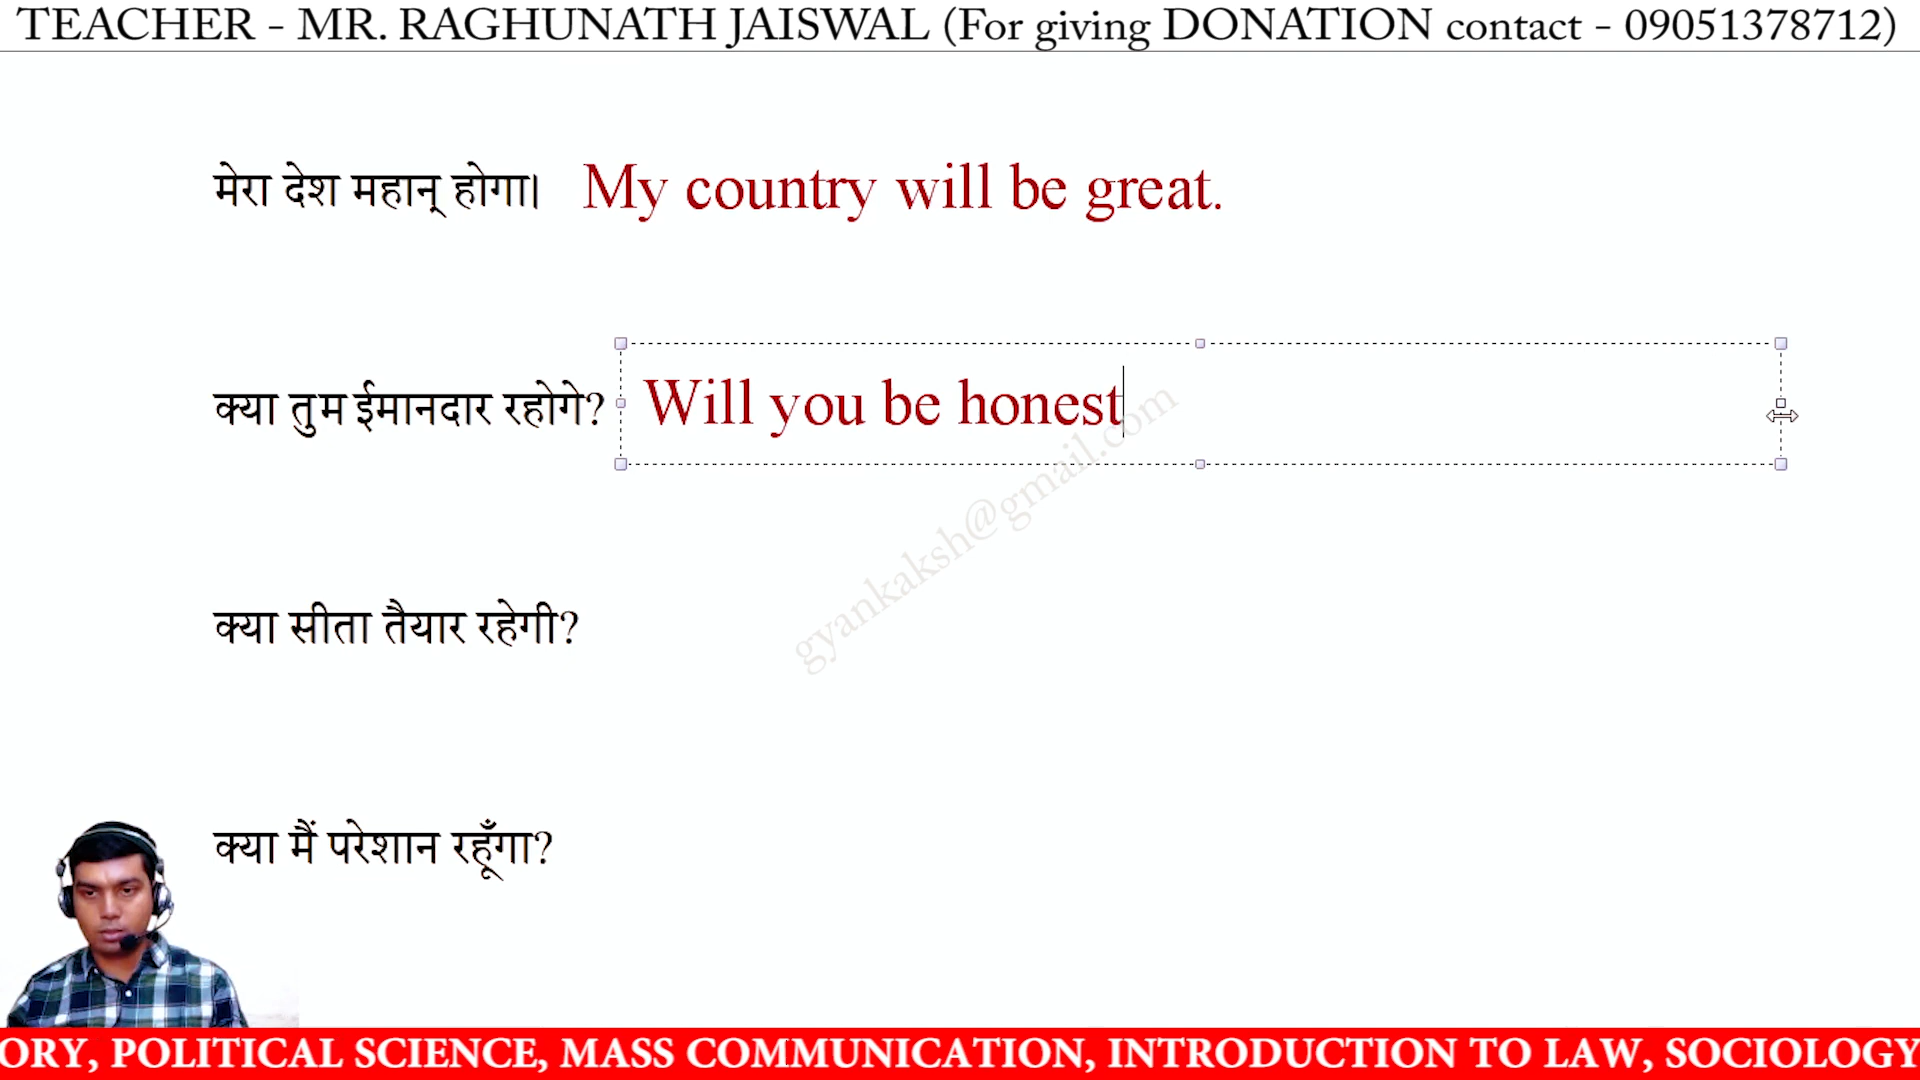 TEACHER - MR. RAGHUNATH JAISWAL (For giving DONATION contact - 09051378712)
मेरा देश महान् होगा। My country will be great.
क्या तुम ईमानदार रहोगे? Will you be honest
gyankaksh@gmail.com
क्या सीता तैयार रहेगी?
क्या मैं परेशान रहूँगा?
ORY, POLITICAL SCIENCE, MASS COMMUNICATION, INTRODUCTION TO LAW, SOCIOLOGY